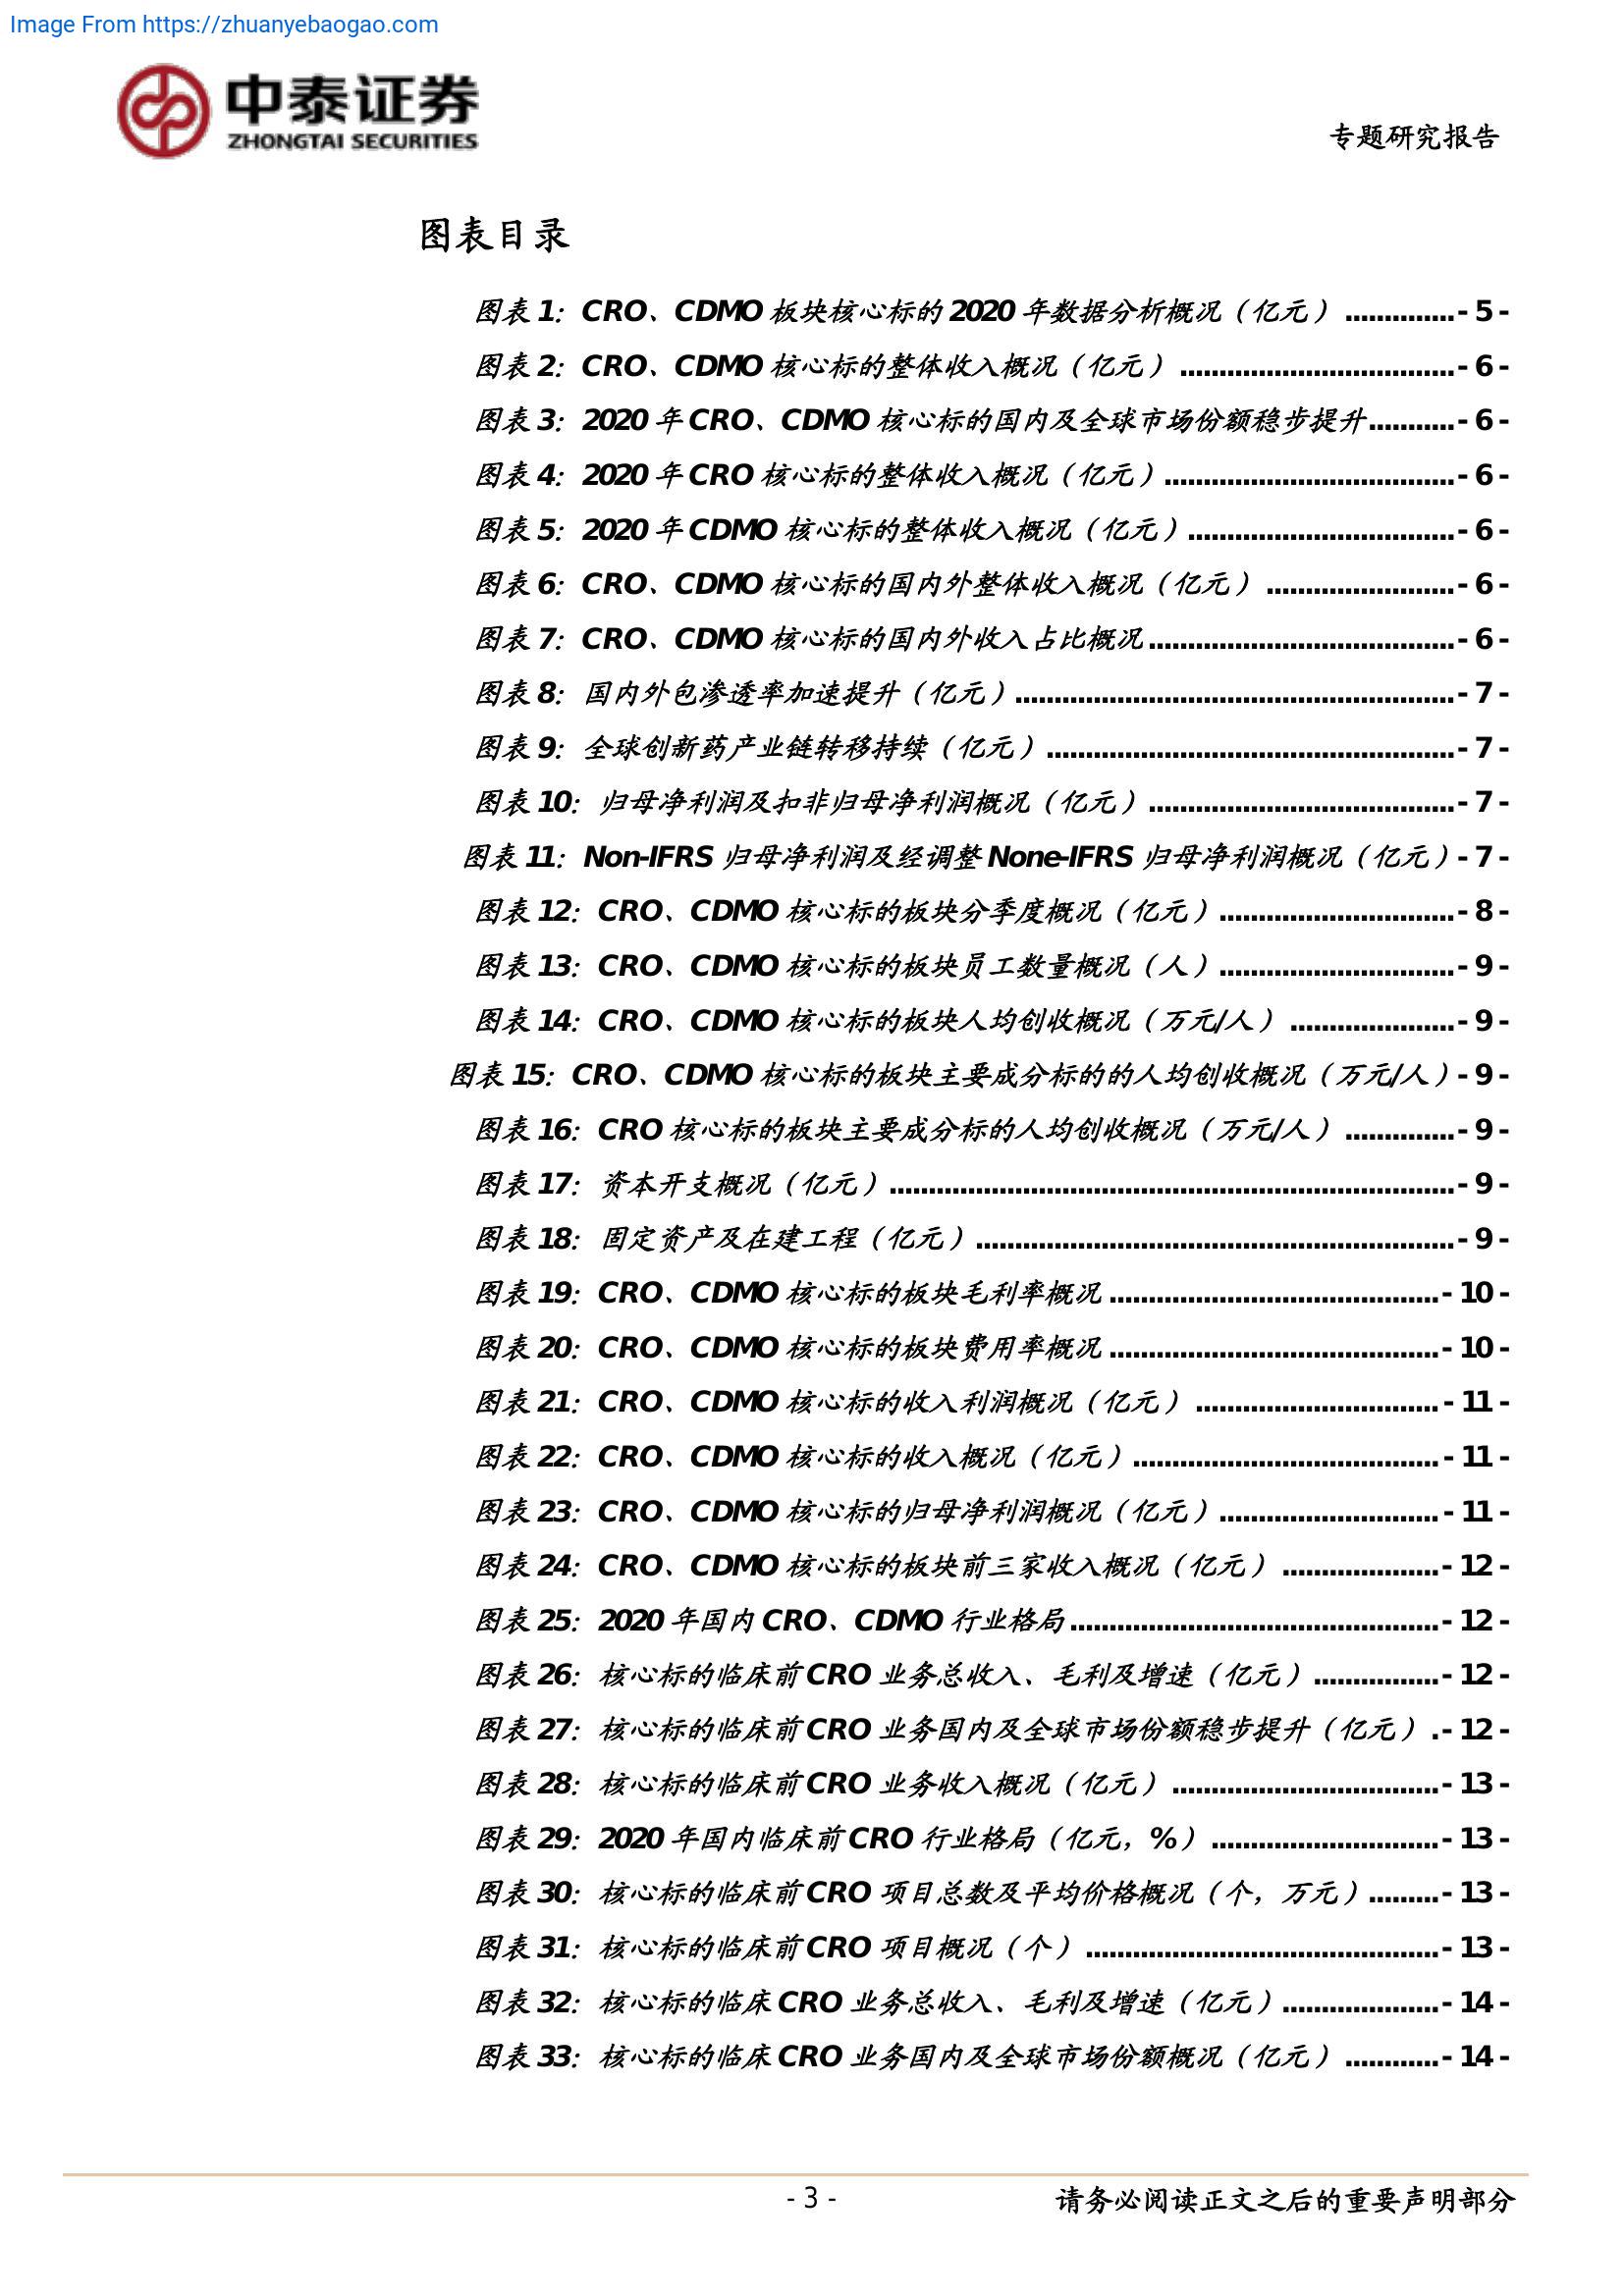 Image From https://zhuanyebaogao.com
中泰证券
ZHONGTAI SECURITIES
专题研究报告
图表目录
图表 1：CRO、CDMO 板块核心标的 2020 年数据分析概况（亿元）..............- 5 -
图表 2：CRO、CDMO 核心标的整体收入概况（亿元）...................................- 6 -
图表 3：2020 年 CRO、CDMO 核心标的国内及全球市场份额稳步提升...........- 6 -
图表 4：2020 年 CRO 核心标的整体收入概况（亿元）.....................................- 6 -
图表 5：2020 年 CDMO 核心标的整体收入概况（亿元）..................................- 6 -
图表 6：CRO、CDMO 核心标的国内外整体收入概况（亿元）........................- 6 -
图表 7：CRO、CDMO 核心标的国内外收入占比概况.......................................- 6 -
图表 8：国内外包渗透率加速提升（亿元）........................................................- 7 -
图表 9：全球创新药产业链转移持续（亿元）....................................................- 7 -
图表 10：归母净利润及扣非归母净利润概况（亿元）.......................................- 7 -
图表 11：Non-IFRS 归母净利润及经调整 None-IFRS 归母净利润概况（亿元）- 7 -
图表 12：CRO、CDMO 核心标的板块分季度概况（亿元）..............................- 8 -
图表 13：CRO、CDMO 核心标的板块员工数量概况（人）..............................- 9 -
图表 14：CRO、CDMO 核心标的板块人均创收概况（万元/人）.....................- 9 -
图表 15：CRO、CDMO 核心标的板块主要成分标的的人均创收概况（万元/人）- 9 -
图表 16：CRO 核心标的板块主要成分标的人均创收概况（万元/人）..............- 9 -
图表 17：资本开支概况（亿元）........................................................................- 9 -
图表 18：固定资产及在建工程（亿元）.............................................................- 9 -
图表 19：CRO、CDMO 核心标的板块毛利率概况..........................................- 10 -
图表 20：CRO、CDMO 核心标的板块费用率概况..........................................- 10 -
图表 21：CRO、CDMO 核心标的收入利润概况（亿元）...............................- 11 -
图表 22：CRO、CDMO 核心标的收入概况（亿元）.......................................- 11 -
图表 23：CRO、CDMO 核心标的归母净利润概况（亿元）............................- 11 -
图表 24：CRO、CDMO 核心标的板块前三家收入概况（亿元）....................- 12 -
图表 25：2020 年国内 CRO、CDMO 行业格局...............................................- 12 -
图表 26：核心标的临床前 CRO 业务总收入、毛利及增速（亿元）................- 12 -
图表 27：核心标的临床前 CRO 业务国内及全球市场份额稳步提升（亿元）.- 12 -
图表 28：核心标的临床前 CRO 业务收入概况（亿元）..................................- 13 -
图表 29：2020 年国内临床前 CRO 行业格局（亿元，%）.............................- 13 -
图表 30：核心标的临床前 CRO 项目总数及平均价格概况（个，万元）.........- 13 -
图表 31：核心标的临床前 CRO 项目概况（个）.............................................- 13 -
图表 32：核心标的临床 CRO 业务总收入、毛利及增速（亿元）....................- 14 -
图表 33：核心标的临床 CRO 业务国内及全球市场份额概况（亿元）............- 14 -
- 3 -
请务必阅读正文之后的重要声明部分